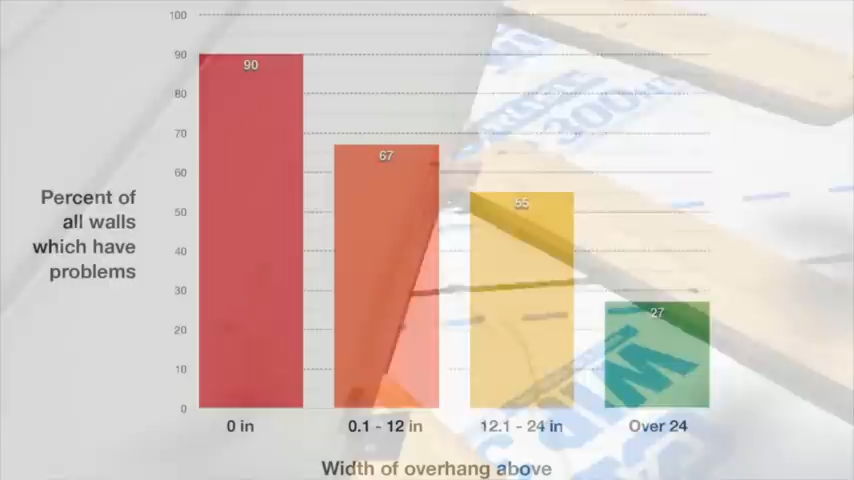 100
90
80
70
60
50
40
30
20
10
0
90
67
55
27
Percent of
all walls
which have
problems
0 in
0.1 - 12 in
12.1 - 24 in
Over 24
Width of overhang above